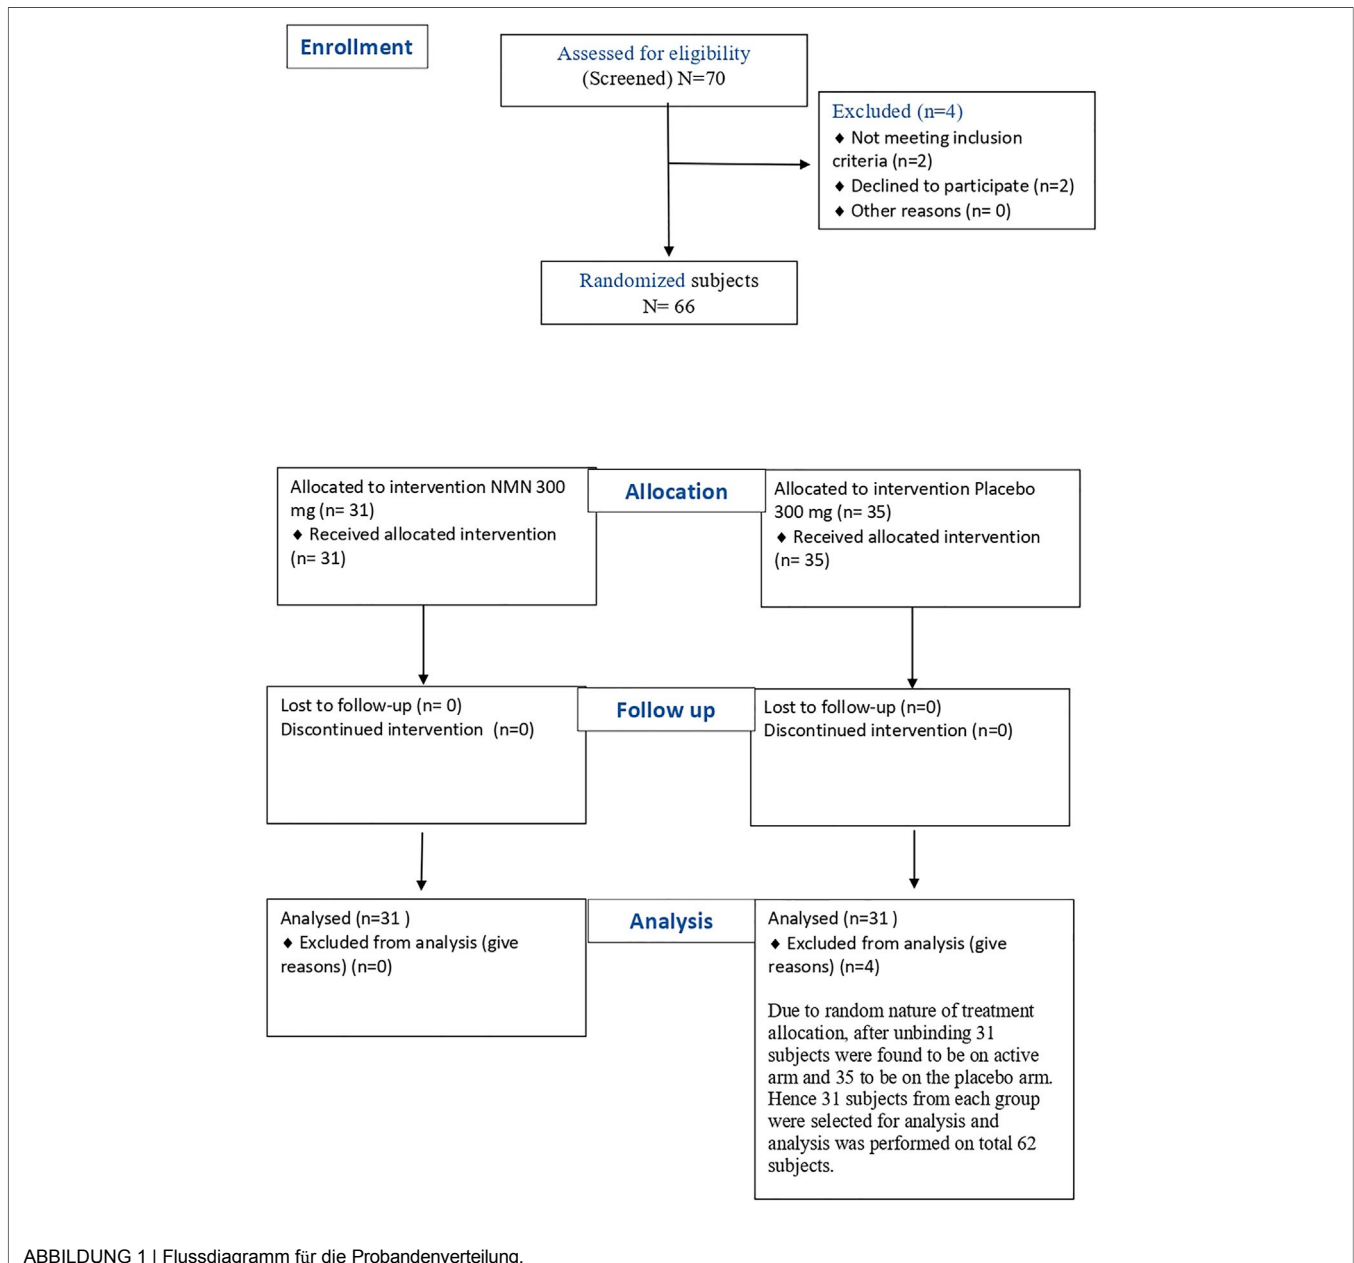 Enrollment
Assessed for eligibility
(Screened) N=70
Excluded (n=4)
♦ Not meeting inclusion
criteria (n=2)
♦ Declined to participate (n=2)
♦ Other reasons (n= 0)
Randomized subjects
N= 66
Allocation
Allocated to intervention NMN 300
mg (n= 31)
♦ Received allocated intervention
(n= 31)
Allocated to intervention Placebo
300 mg (n= 35)
♦ Received allocated intervention
(n= 35)
Follow up
Lost to follow-up (n= 0)
Discontinued intervention  (n=0)
Lost to follow-up (n=0)
Discontinued intervention (n=0)
Analysis
Analysed (n=31 )
♦ Excluded from analysis (give
reasons) (n=0)
Analysed (n=31 )
♦ Excluded from analysis (give
reasons) (n=4)
Due to random nature of treatment
allocation, after unbinding 31
subjects were found to be on active
arm and 35 to be on the placebo arm.
Hence 31 subjects from each group
were selected for analysis and
analysis was performed on total 62
subjects.
ABBILDUNG 1 | Flussdiagramm für die Probandenverteilung.